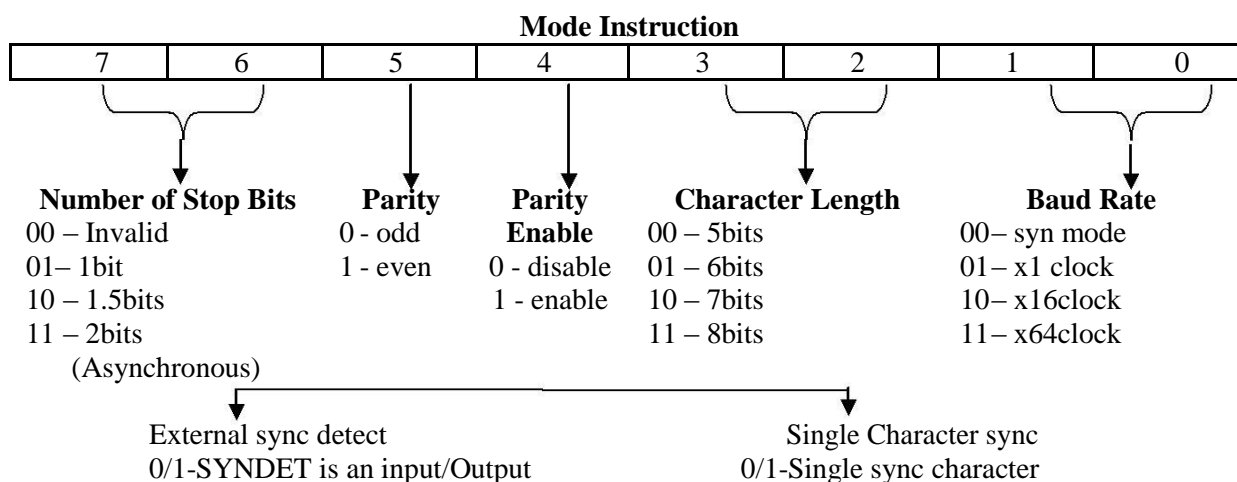 Mode Instruction
7 6 5 4 3 2 1 0
Number of Stop Bits
00 – Invalid
01– 1bit
10 – 1.5bits
11 – 2bits
(Asynchronous)
Parity
0 - odd
1 - even
Parity
Enable
0 - disable
1 - enable
Character Length
00 – 5bits
01 – 6bits
10 – 7bits
11 – 8bits
Baud Rate
00– syn mode
01– x1 clock
10– x16clock
11– x64clock
External sync detect
0/1-SYNDET is an input/Output
Single Character sync
0/1-Single sync character